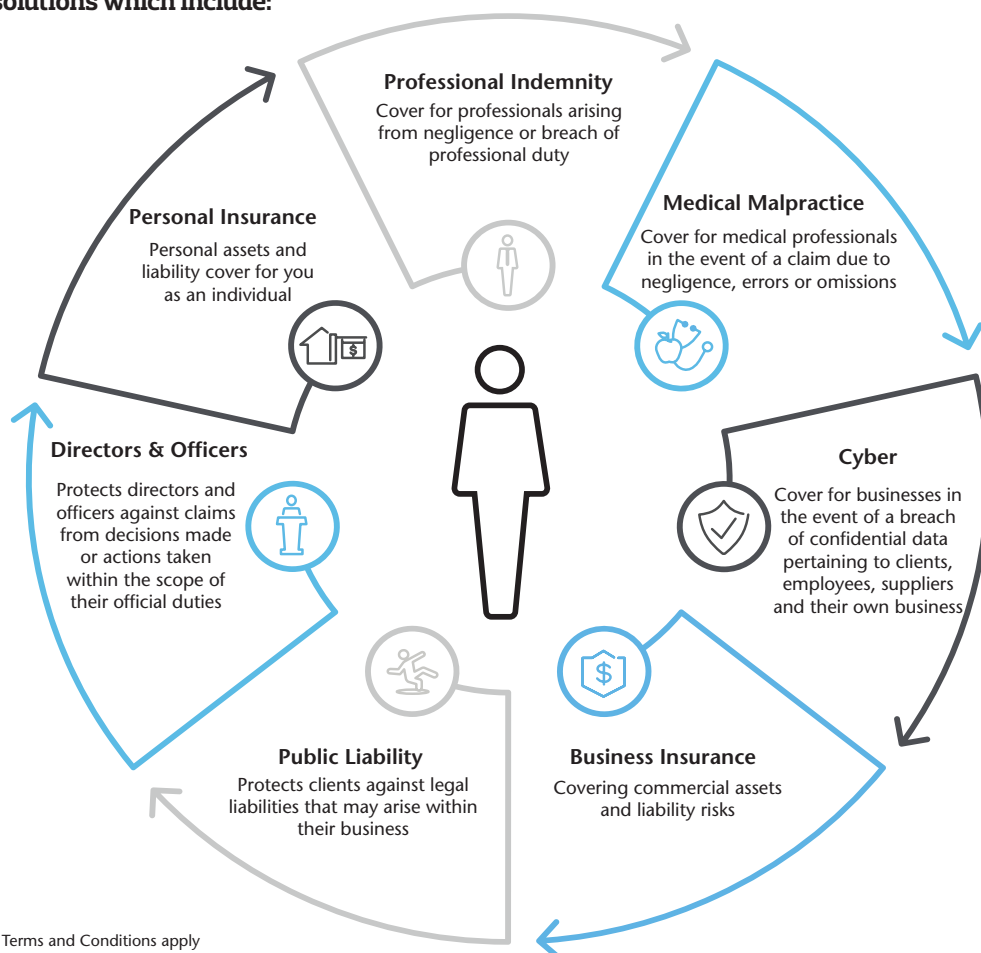 solutions which include:
Professional Indemnity
Cover for professionals arising
from negligence or breach of
professional duty
Medical Malpractice
Cover for medical professionals
in the event of a claim due to
negligence, errors or omissions
Cyber
Cover for businesses in
the event of a breach
of confidential data
pertaining to clients,
employees, suppliers
and their own business
Business Insurance
Covering commercial assets
and liability risks
$
Public Liability
Protects clients against legal
liabilities that may arise within
their business
Directors & Officers
Protects directors and
officers against claims
from decisions made
or actions taken
within the scope of
their official duties
Personal Insurance
Personal assets and
liability cover for you
as an individual
$
Terms and Conditions apply